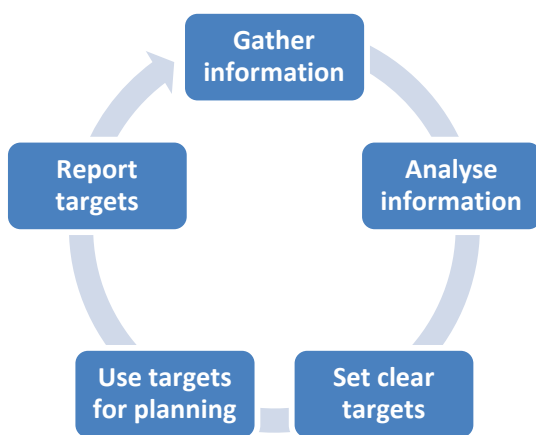 Gather
information
Analyse
information
Set clear
targets
Use targets
for planning
Report
targets